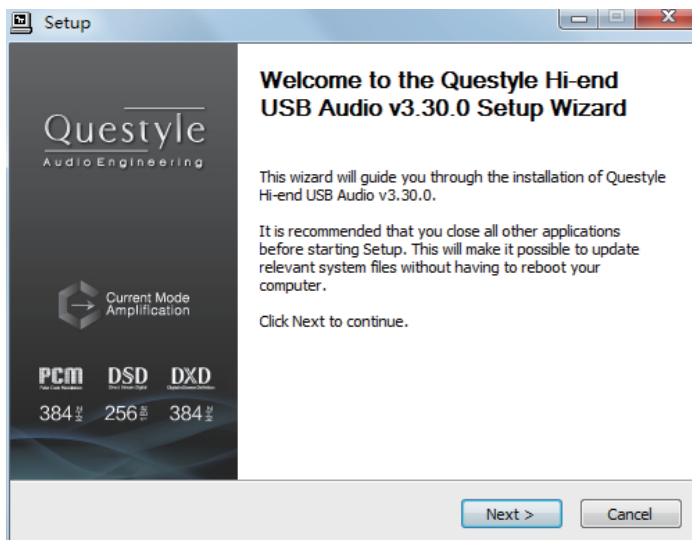 Setup
Questyle
Audio Engineering
Current Mode
Amplification
PCM DSD DXD
384 256 384
Welcome to the Questyle Hi-end
USB Audio v3.30.0 Setup Wizard
This wizard will guide you through the installation of Questyle
Hi-end USB Audio v3.30.0.
It is recommended that you close all other applications
before starting Setup. This will make it possible to update
relevant system files without having to reboot your
computer.
Click Next to continue.
Next >
Cancel